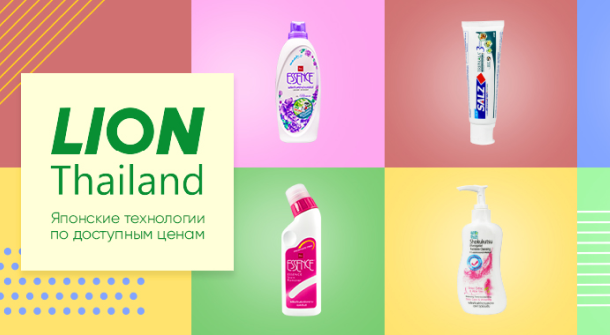 LION
Thailand
Японские технологии
по доступным ценам
ESSENCE
SALZ
ESSENCE
Shokubutsu